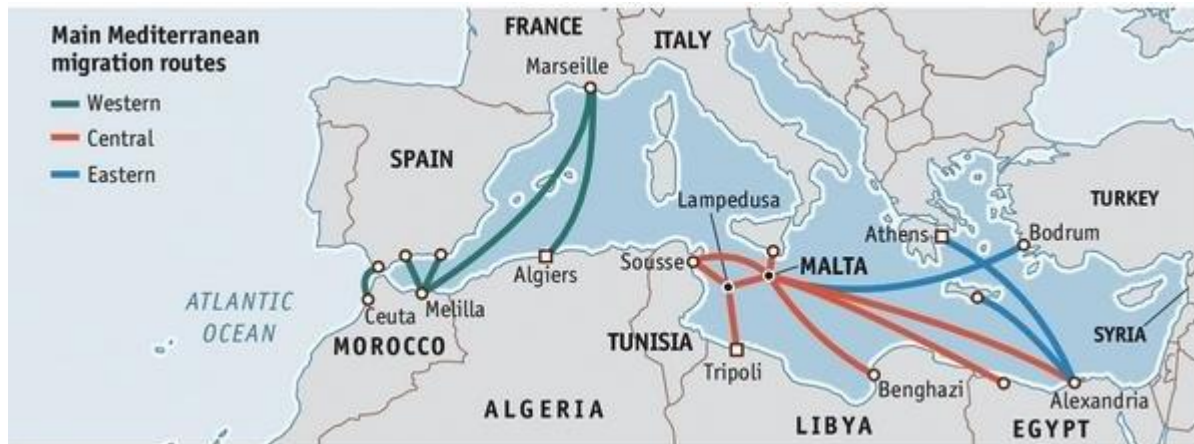 Main Mediterranean
migration routes
Western
Central
Eastern
FRANCE
Marseille
ITALY
SPAIN
Lampedusa
TURKEY
Athens
Bodrum
Algiers
Sousse
MALTA
ATLANTIC
OCEAN
Ceuta
Melilla
MOROCCO
TUNISIA
Tripoli
SYRIA
Benghazi
Alexandria
ALGERIA
LIBYA
EGYPT